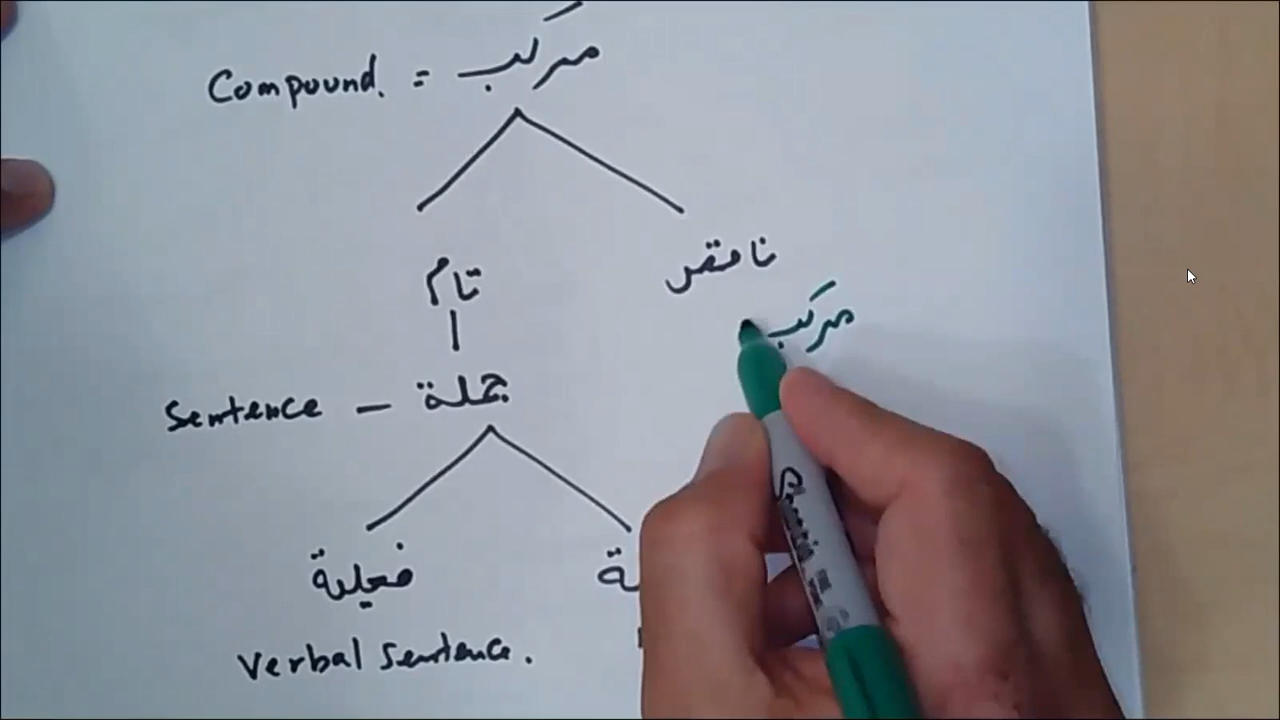 Compound. = مركب
تام
ناقص
مركب
Sentence – جملة
فعلية
Verbal Sentence.